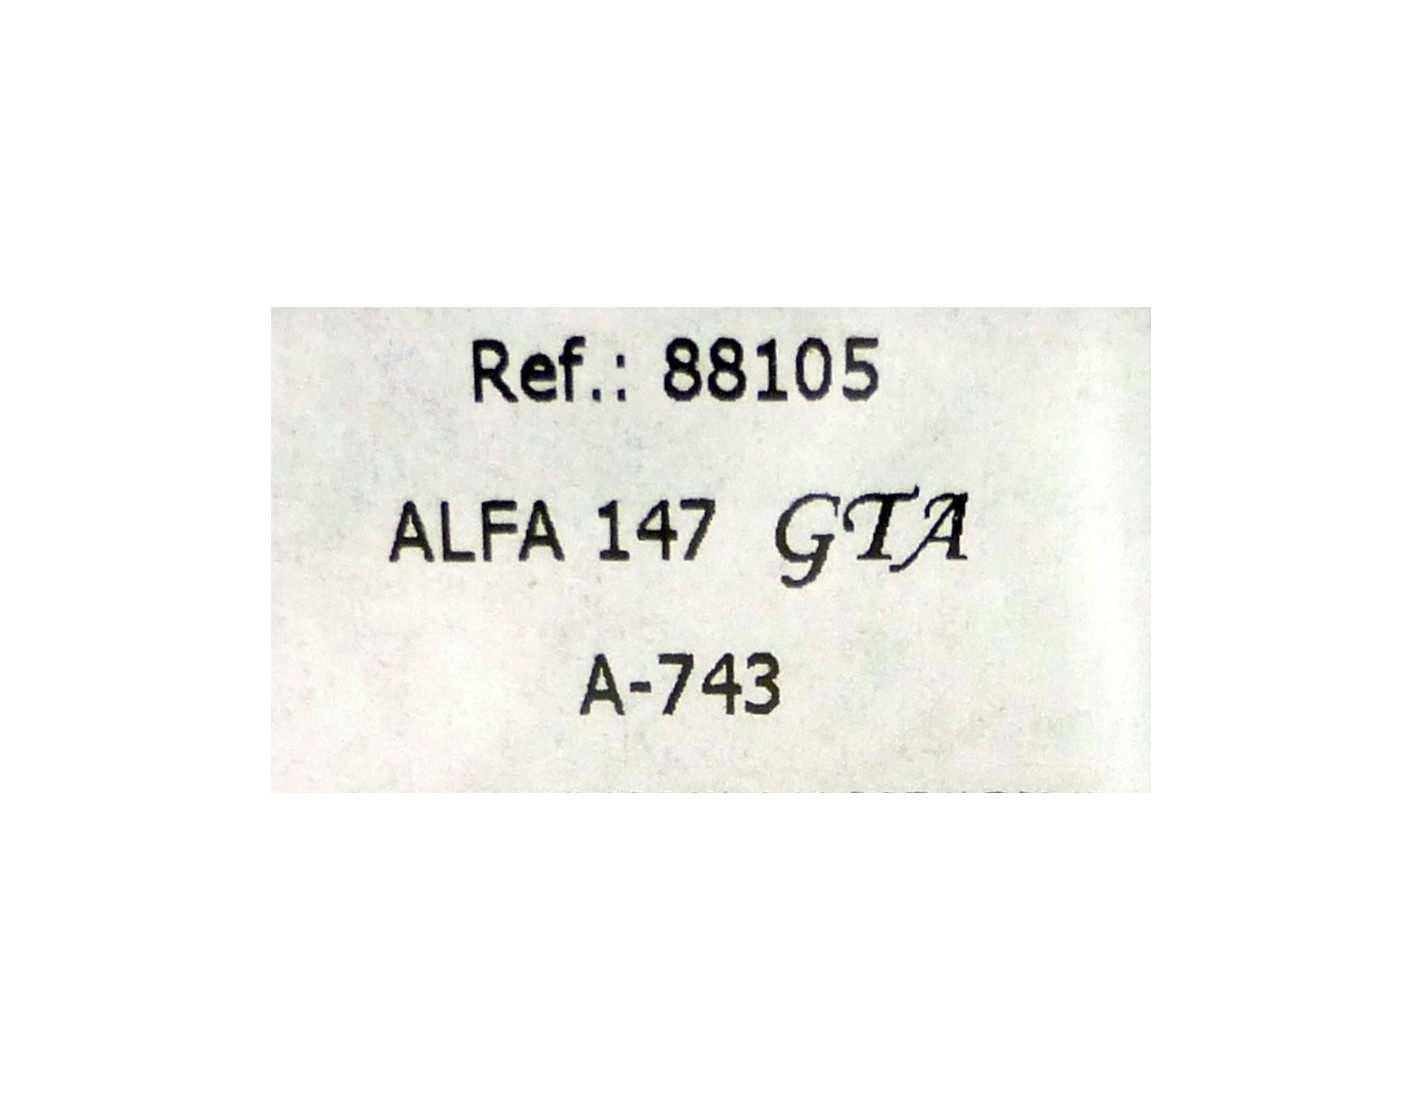 Ref.: 88105
ALFA 147 GTA
A-743